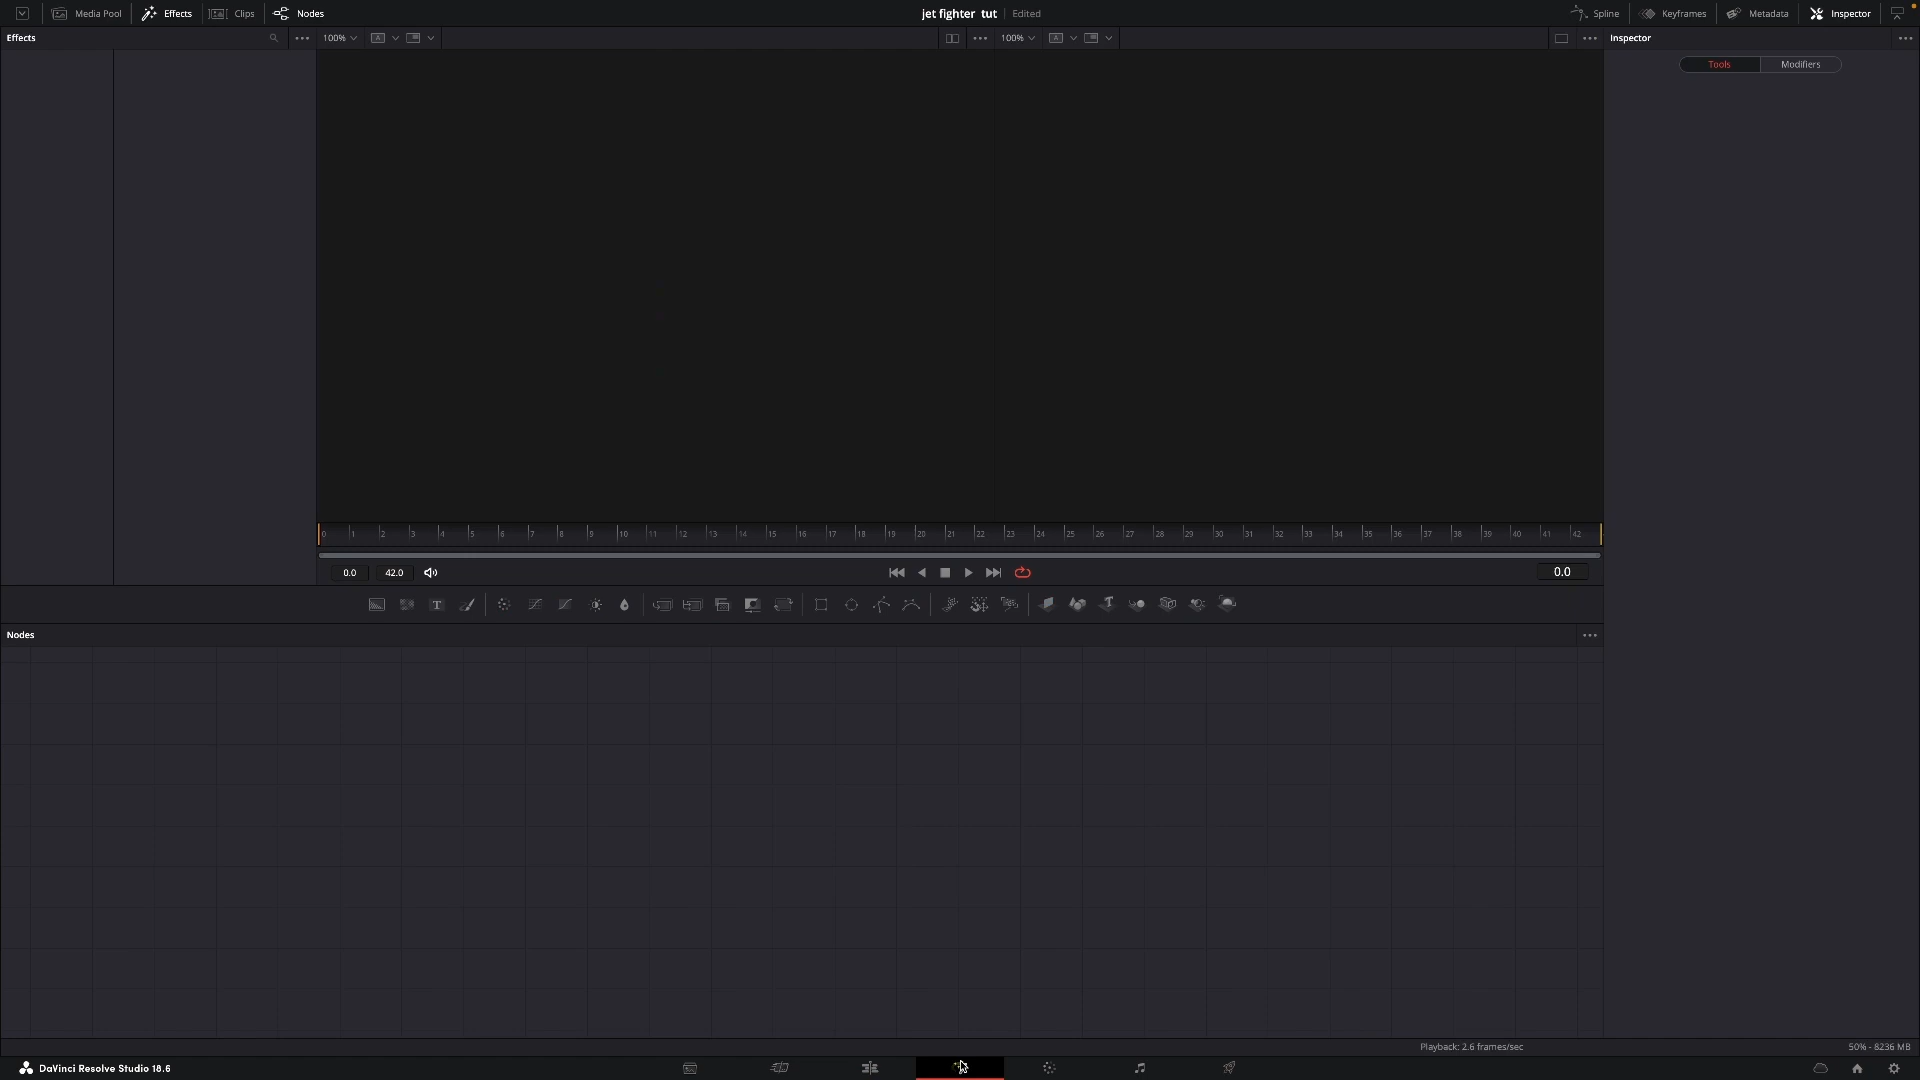 Media Pool Effects Clips Nodes jet fighter tut Edited Spline Keyframes Metadata Inspector
Effects 100% A 100% A Inspector
Tools Modifiers
0 1 2 3 4 5 6 7 8 9 10 11 12 13 14 15 16 17 18 19 20 21 22 23 24 25 26 27 28 29 30 31 32 33 34 35 36 37 38 39 40 41 42
0.0 42.0 0.0
T
Nodes
Playback: 2.6 frames/sec 50% - 8236 MB
DaVinci Resolve Studio 18.6